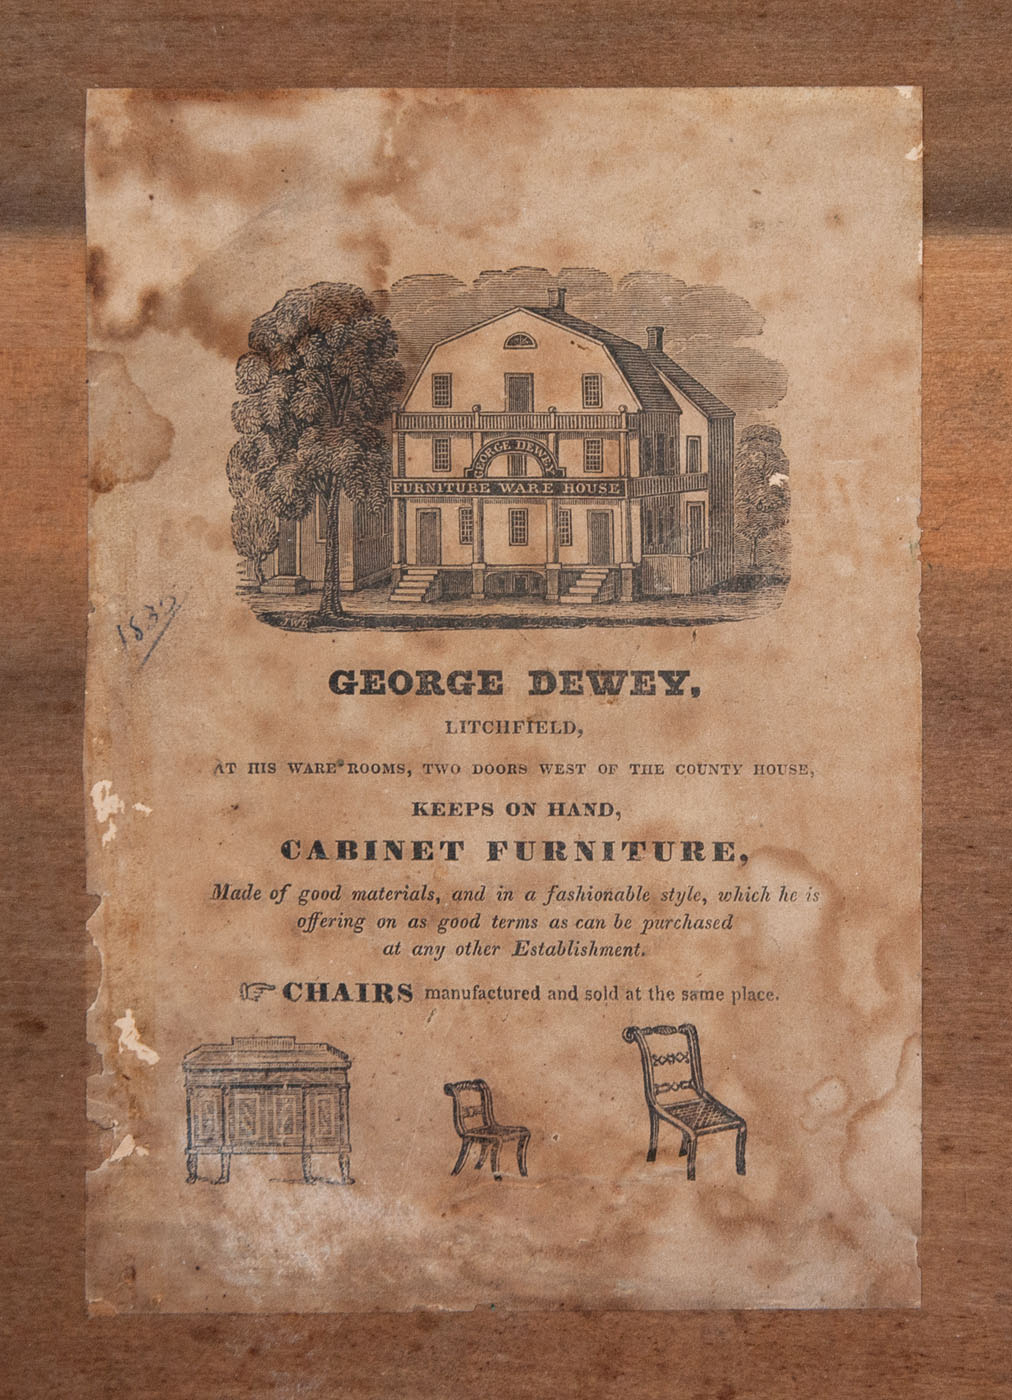 GEORGE DEWEY
FURNITURE WARE HOUSE
GEORGE DEWEY,
LITCHFIELD,
AT HIS WARE ROOMS, TWO DOORS WEST OF THE COUNTY HOUSE,
KEEPS ON HAND,
CABINET FURNITURE,
Made of good materials, and in a fashionable style, which he is
offering on as good terms as can be purchased
at any other Establishment.
☞ CHAIRS manufactured and sold at the same place.